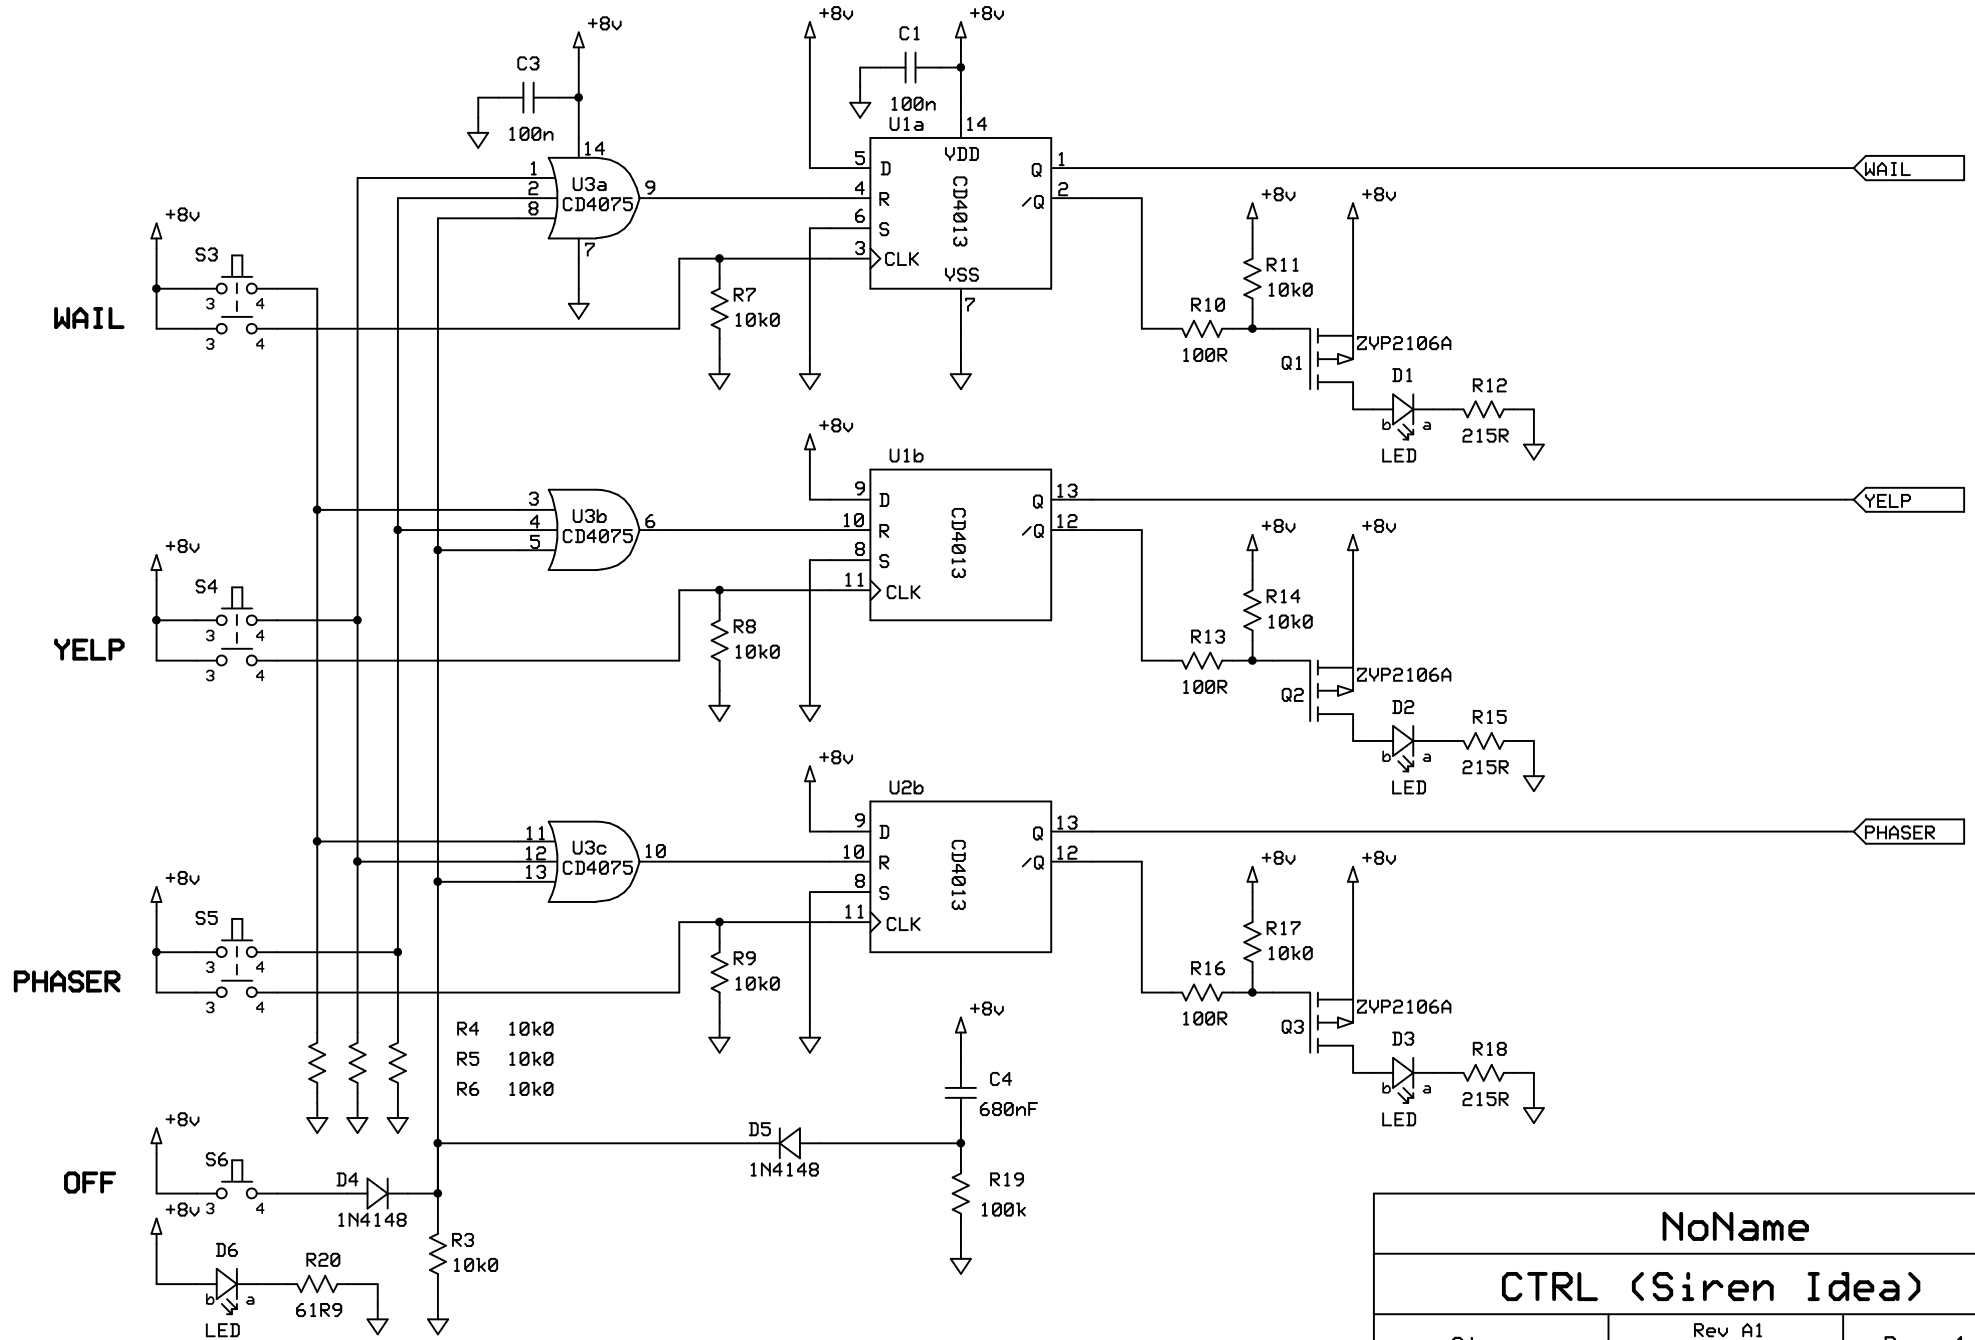 +8v
C3
100n
14
1
2
8
U3a
CD4075
9
7
+8v
C1
+8v
100n
U1a
14
5
D
4
R
6
S
3
CLK
VDD
CD4013
VSS
7
Q
1
/Q
2
WAIL
+8v
S3
3
4
3
4
WAIL
R7
10k0
+8v
+8v
R11
10k0
R10
100R
Q1
ZVP2106A
D1
b
a
LED
R12
215R
3
4
5
U3b
CD4075
6
+8v
U1b
9
D
10
R
8
S
11
CLK
CD4013
Q
13
/Q
12
YELP
+8v
S4
3
4
3
4
YELP
R8
10k0
+8v
+8v
R14
10k0
R13
100R
Q2
ZVP2106A
D2
b
a
LED
R15
215R
11
12
13
U3c
CD4075
10
+8v
U2b
9
D
10
R
8
S
11
CLK
CD4013
Q
13
/Q
12
PHASER
+8v
S5
3
4
3
4
PHASER
R9
10k0
+8v
+8v
R17
10k0
R16
100R
Q3
ZVP2106A
D3
b
a
LED
R18
215R
R4 10k0
R5 10k0
R6 10k0
+8v
C4
680nF
D5
1N4148
R19
100k
+8v
S6
3
4
OFF
D4
1N4148
R3
10k0
+8v
D6
b
a
LED
R20
61R9
NoName
CTRL (Siren Idea)
Rev A1